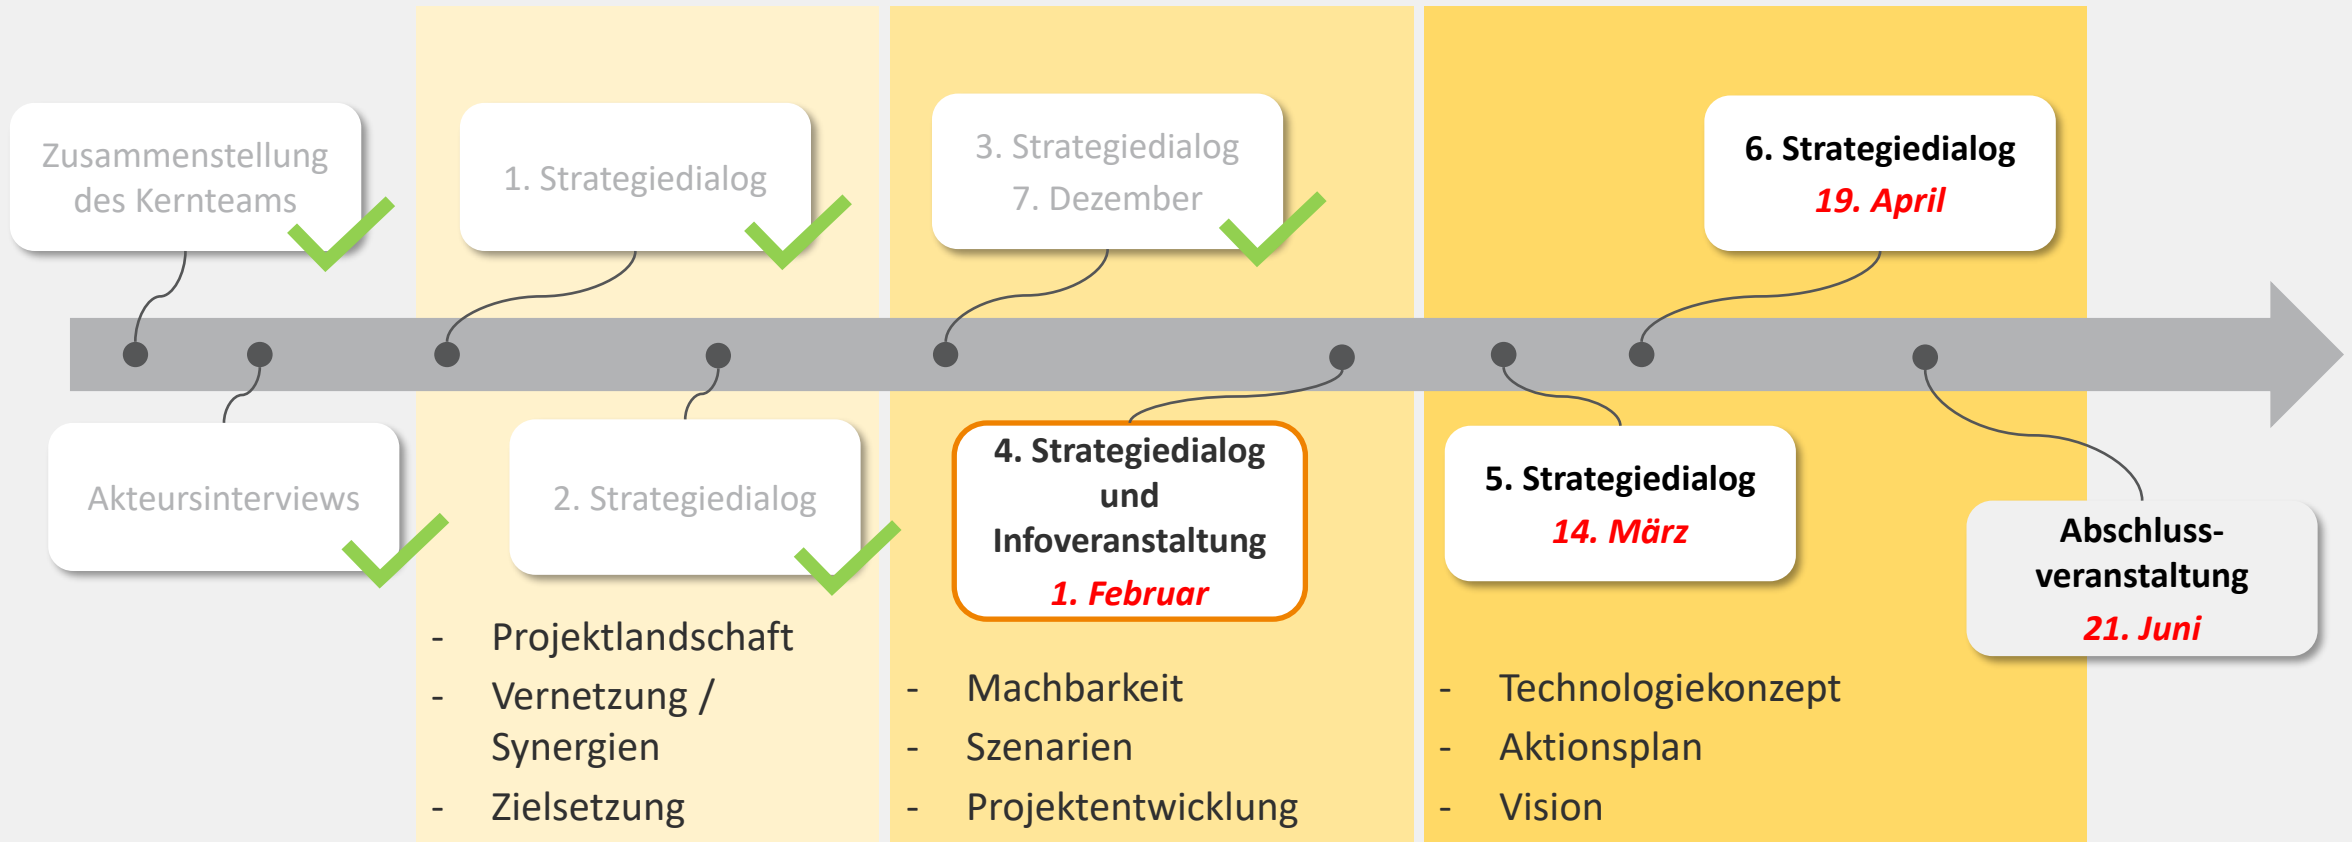 Zusammenstellung
des Kernteams
1. Strategiedialog
3. Strategiedialog
7. Dezember
6. Strategiedialog
19. April
Akteursinterviews
2. Strategiedialog
4. Strategiedialog
und
Infoveranstaltung
1. Februar
5. Strategiedialog
14. März
Abschluss-
veranstaltung
21. Juni
- Projektlandschaft
- Vernetzung /
Synergien
- Zielsetzung
- Machbarkeit
- Szenarien
- Projektentwicklung
- Technologiekonzept
- Aktionsplan
- Vision